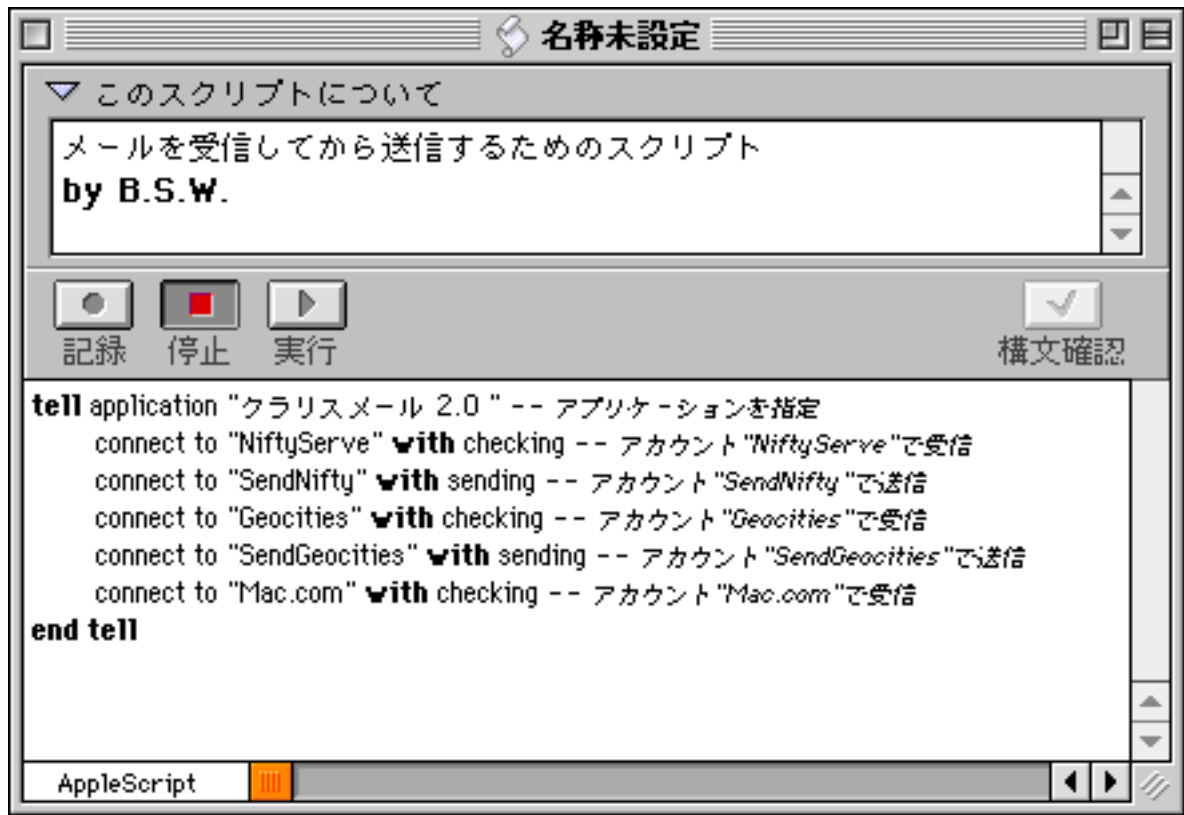 名称未設定
このスクリプトについて
メールを受信してから送信するためのスクリプト
by B.S.W.
記録 停止 実行 構文確認
tell application "クラリスメール 2.0 " -- アプリケーションを指定
connect to "NiftyServe" with checking -- アカウント"NiftyServe"で受信
connect to "SendNifty" with sending -- アカウント"SendNifty"で送信
connect to "Geocities" with checking -- アカウント"Geocities"で受信
connect to "SendGeocities" with sending -- アカウント"SendGeocities"で送信
connect to "Mac.com" with checking -- アカウント"Mac.com"で受信
end tell
AppleScript